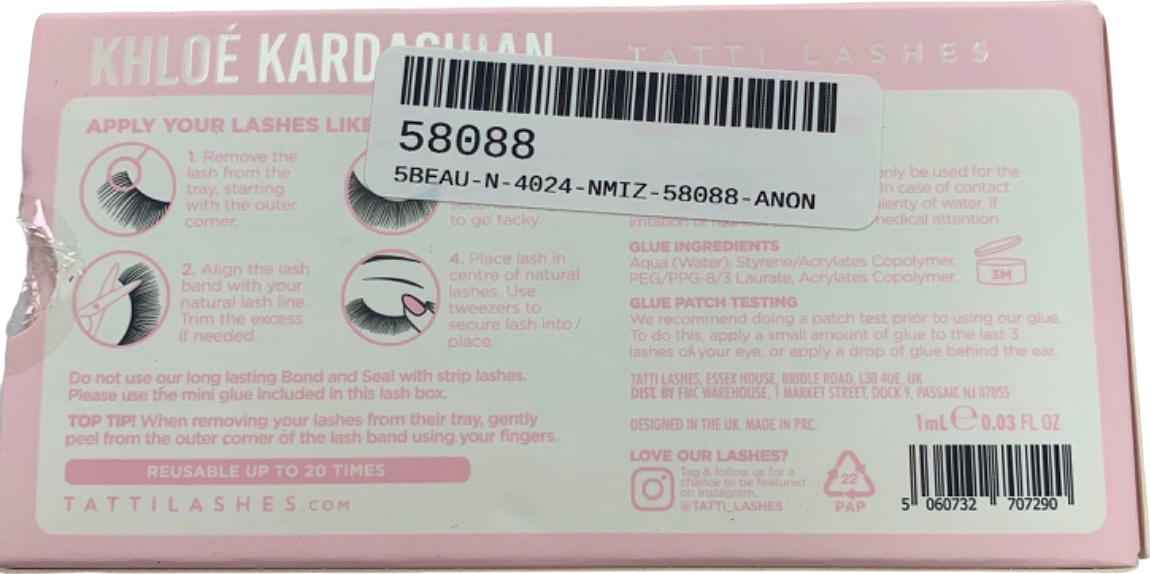 KHLOÉ
TATTI LASHES
58088
5BEAU-N-4024-NMIZ-58088-ANON
APPLY YOUR LASHES LIKE
1. Remove the
lash from the
tray, starting
with the outer
corner.
2. Align the lash
band with your
natural lash line.
Trim the excess
if needed.
to go tacky.
4. Place lash in
centre of natural
lashes. Use
tweezers to
secure lash into
place.
Do not use our long lasting Bond and Seal with strip lashes.
Please use the mini glue included in this lash box.
TOP TIP! When removing your lashes from their tray, gently
peel from the outer corner of the lash band using your fingers.
REUSABLE UP TO 20 TIMES
TATTILASHES.COM
only be used for the
In case of contact
plenty of water. If
medical attention.
GLUE INGREDIENTS
Aqua (Water), Styrene/Acrylates Copolymer,
PEG/PPG-8/3 Laurate, Acrylates Copolymer.
3M
GLUE PATCH TESTING
We recommend doing a patch test prior to using our glue.
To do this, apply a small amount of glue to the last 3
lashes of your eye, or apply a drop of glue behind the ear.
TATTI LASHES, ESSEX HOUSE, BRIDLE ROAD, L30 4UE, UK
DIST. BY FMC WAREHOUSE, 1 MARKET STREET, DOCK 9, PASSAIC NJ 07055
DESIGNED IN THE UK. MADE IN PRC.
1mL ℮ 0.03 FL OZ
LOVE OUR LASHES?
Tag & follow us for a
chance to be featured
on Instagram.
@TATTI_LASHES
22
PAP
5 060732 707290